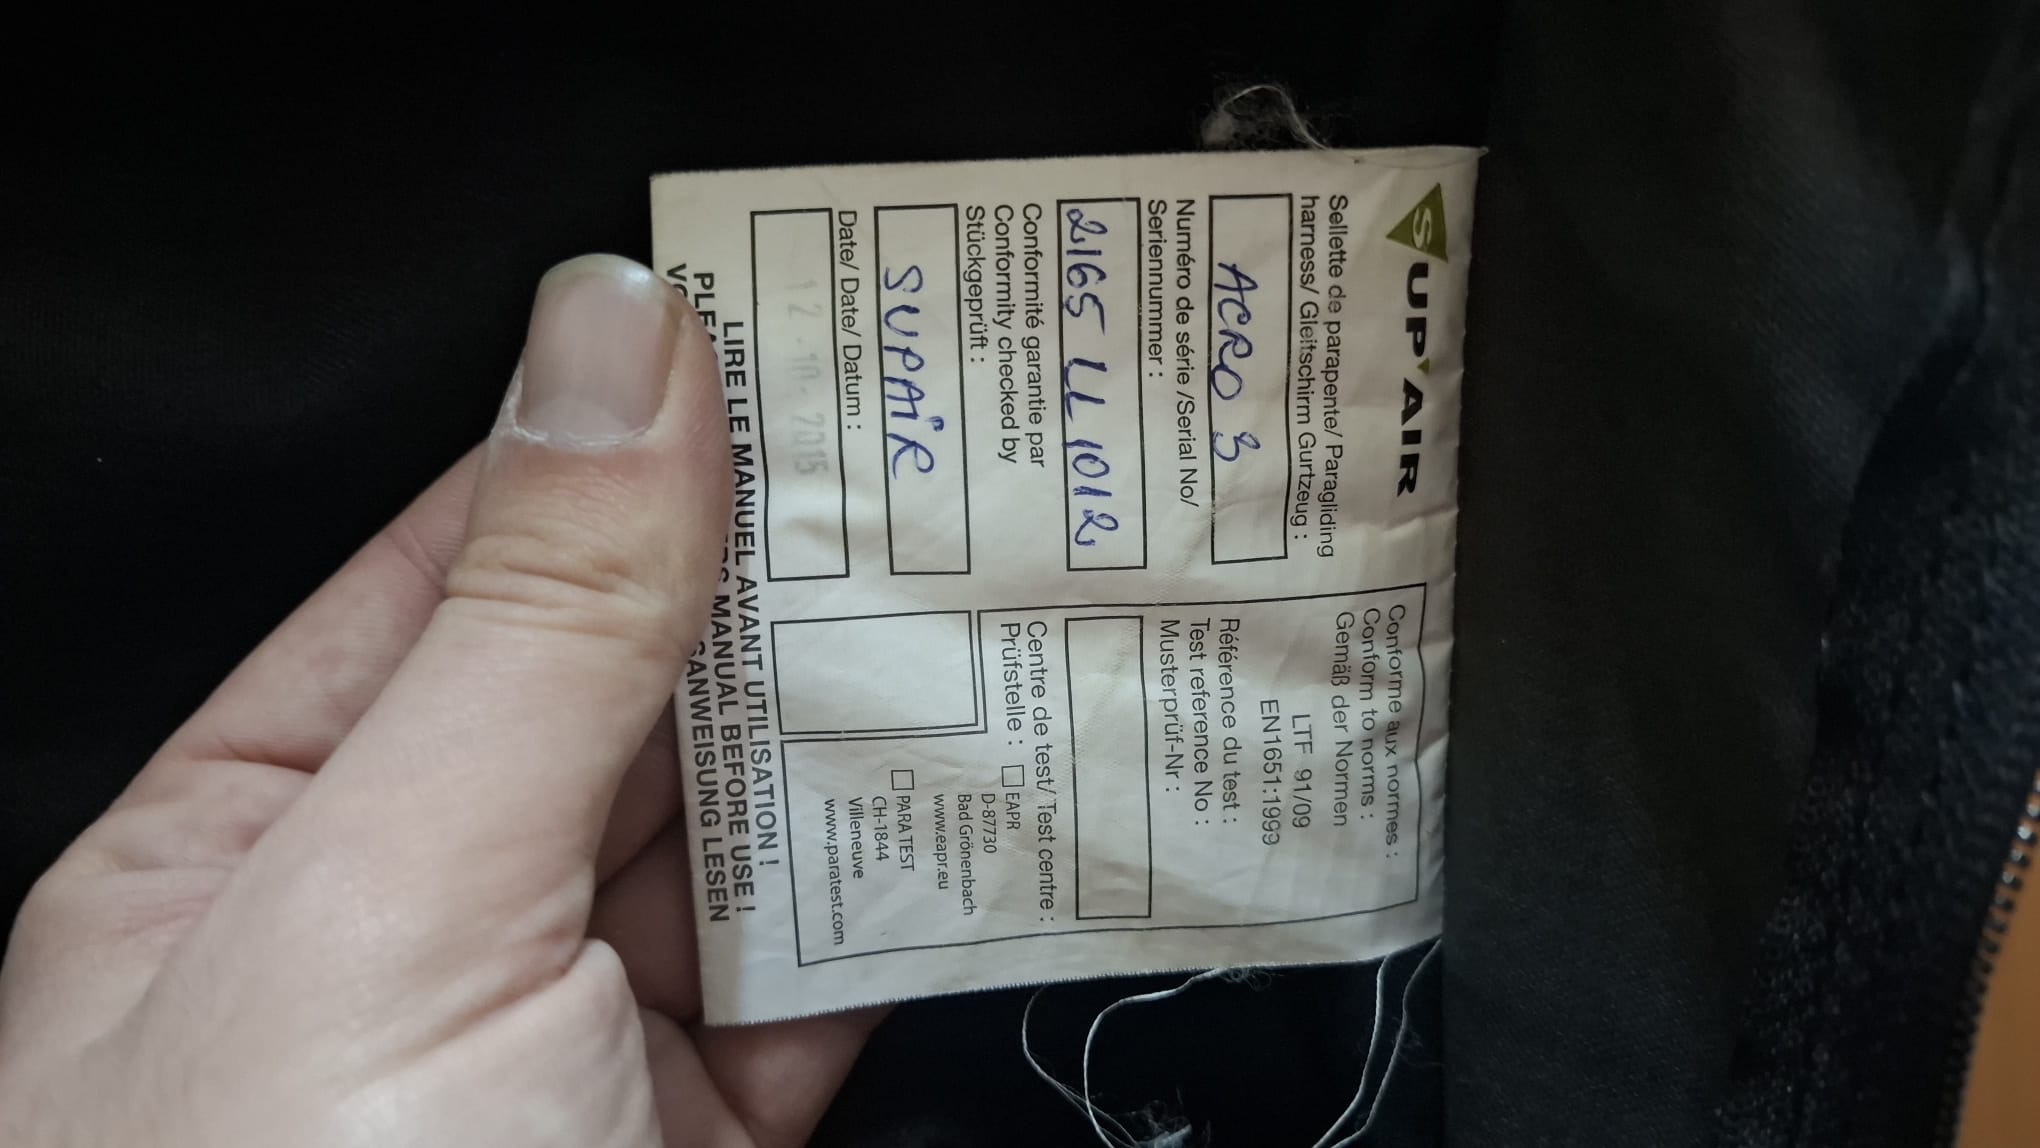 SUP'AIR
Sellette de parapente/ Paragliding
harness/ Gleitschirm Gurtzeug :
ACRO 3
Numéro de série /Serial No/
Seriennummer :
2165 LL 1012
Conformité garantie par
Conformity checked by
Stückgeprüft :
SUPAIR
Date/ Date/ Datum :
12 - 10 - 2015
Conforme aux normes :
Conform to norms :
Gemäß der Normen
LTF 91/09
EN1651:1999
Référence du test :
Test reference No :
Musterprüf-Nr :
Centre de test/ Test centre :
Prüfstelle : EAPR
D-87730
Bad Grönenbach
www.eapr.eu
PARA TEST
CH-1844
Villeneuve
www.paratest.com
LIRE LE MANUEL AVANT UTILISATION !
MANUAL BEFORE USE !
LESEN